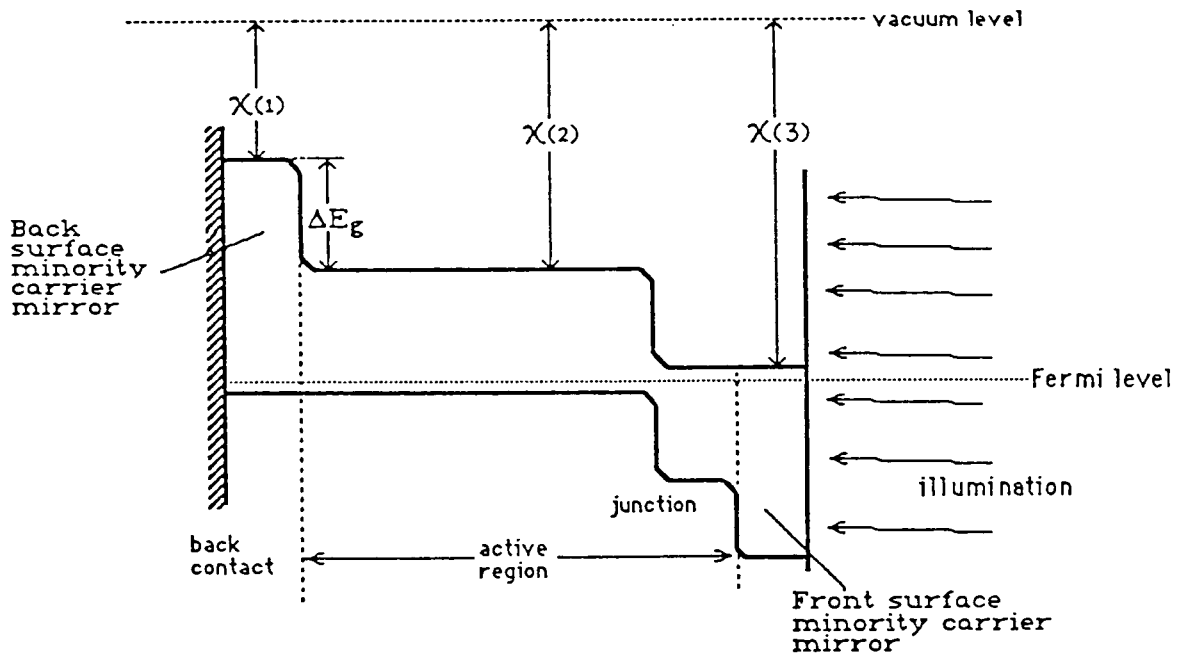 vacuum level
χ(1)
χ(2)
χ(3)
ΔEg
Back
surface
minority
carrier
mirror
Fermi level
illumination
junction
back
contact
active
region
Front surface
minority carrier
mirror